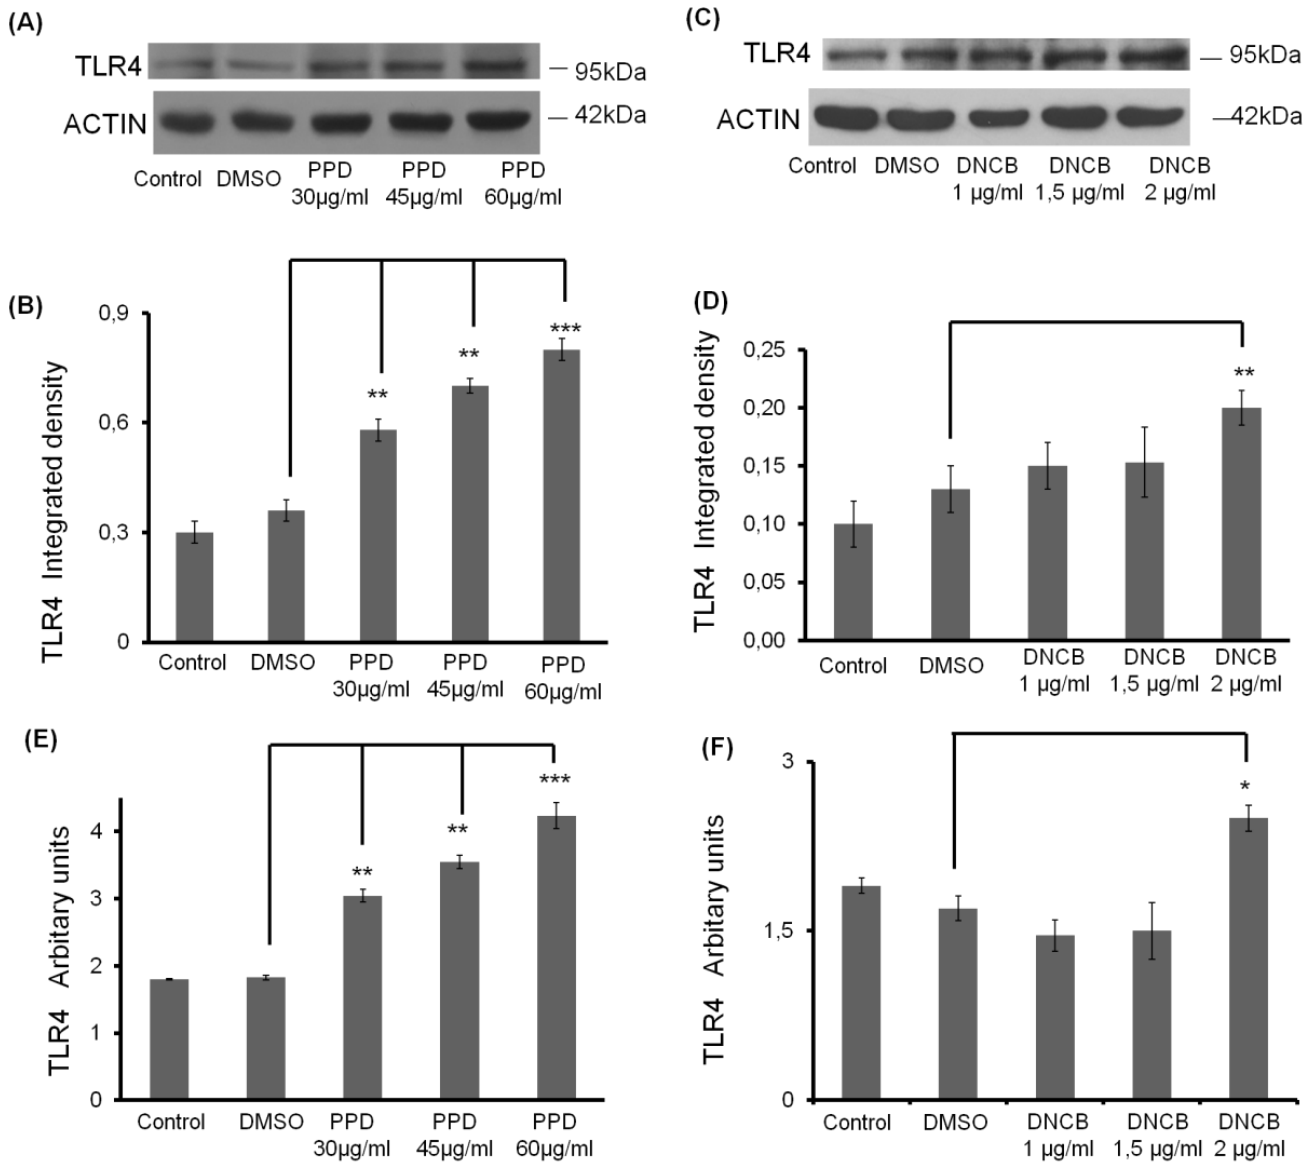 (A)
TLR4
95kDa
ACTIN
42kDa
Control DMSO PPD PPD PPD
30µg/ml 45µg/ml 60µg/ml
(C)
TLR4
95kDa
ACTIN
42kDa
Control DMSO DNCB DNCB DNCB
1 µg/ml 1,5 µg/ml 2 µg/ml
(B)
TLR4 Integrated density
0,9
0,6
0,3
0
**
**
***
Control DMSO PPD PPD PPD
30µg/ml 45µg/ml 60µg/ml
(D)
TLR4 Integrated density
0,25
0,20
0,15
0,10
0,05
0,00
**
Control DMSO DNCB DNCB DNCB
1 µg/ml 1,5 µg/ml 2 µg/ml
(E)
TLR4 Arbitary units
4
3
2
1
0
**
**
***
Control DMSO PPD PPD PPD
30µg/ml 45µg/ml 60µg/ml
(F)
TLR4 Arbitary units
3
1,5
0
*
Control DMSO DNCB DNCB DNCB
1 µg/ml 1,5 µg/ml 2 µg/ml